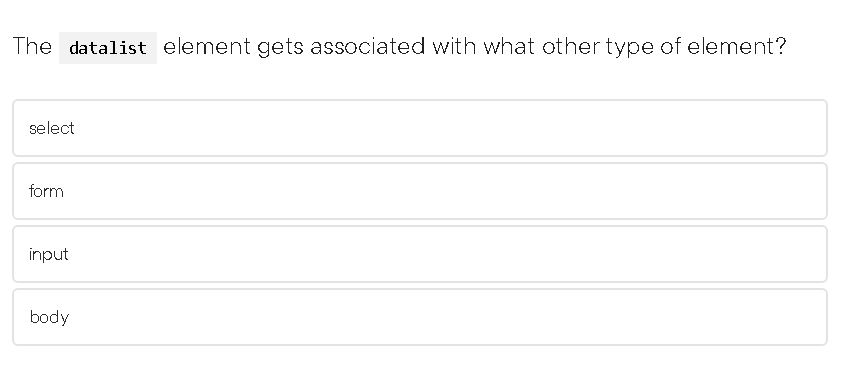 The datalist element gets associated with what other type of element?
select
form
input
body